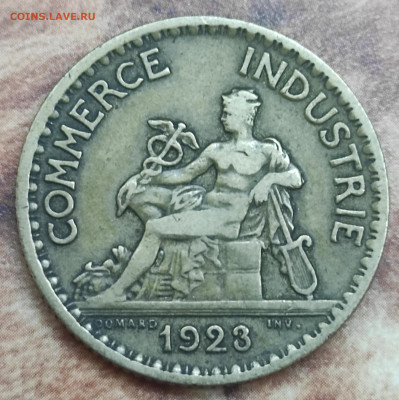 COINS.LAVE.RU
COMMERCE INDUSTRIE
DOMARD INV.
1923